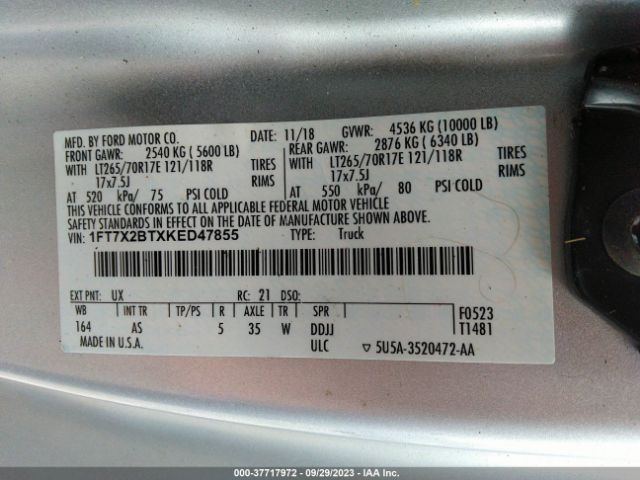 MFD. BY FORD MOTOR CO.
DATE: 11/18 GVWR: 4536 KG (10000 LB)
FRONT GAWR: 2540 KG (5600 LB) REAR GAWR: 2876 KG (6340 LB)
WITH LT265/70R17E 121/118R TIRES WITH LT265/70R17E 121/118R TIRES
17x7.5J RIMS 17x7.5J RIMS
AT 520 kPa/ 75 PSI COLD AT 550 kPa/ 80 PSI COLD
THIS VEHICLE CONFORMS TO ALL APPLICABLE FEDERAL MOTOR VEHICLE
SAFETY STANDARDS IN EFFECT ON THE DATE OF MANUFACTURE SHOWN ABOVE.
VIN: 1FT7X2BTXKED47855 TYPE: Truck
EXT PNT: UX RC: 21 DSO:
WB INT TR TP/PS R AXLE TR SPR F0523
164 AS 5 35 W DDJJ T1481
MADE IN U.S.A. ULC ▽ 5U5A-3520472-AA
000-37717972 - 09/29/2023 - IAA Inc.